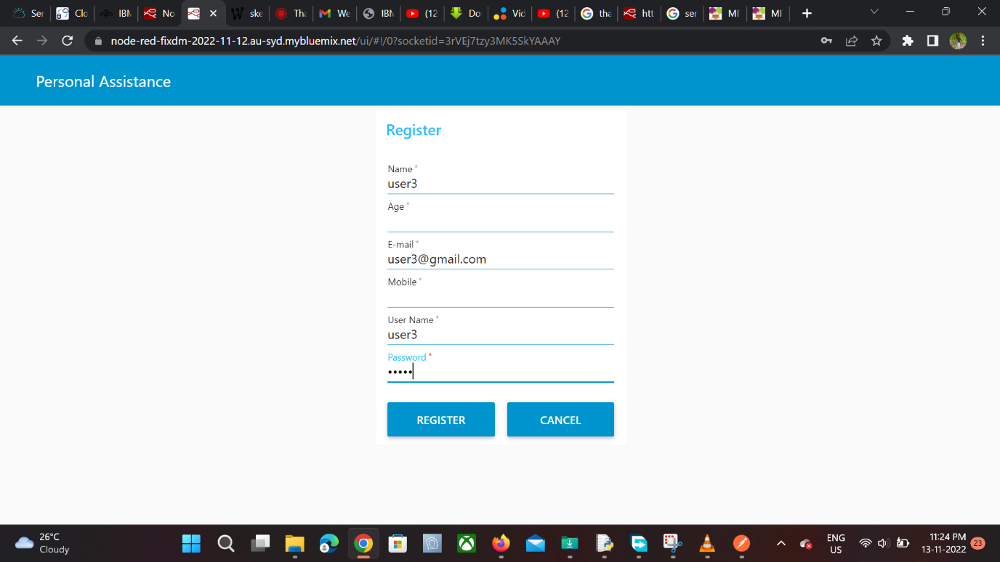 Ser Clo IBM No ske Tha We IBM (12 Do Vid (12 tha htt ser MI MI
node-red-fixdm-2022-11-12.au-syd.mybluemix.net/ui/#!/0?socketid=3rVEj7tzy3MK5SkYAAAY
Personal Assistance
Register
Name *
user3
Age *
E-mail *
user3@gmail.com
Mobile *
User Name *
user3
Password *
•••••
REGISTER CANCEL
26°C
Cloudy
ENG
US
11:24 PM
13-11-2022
23